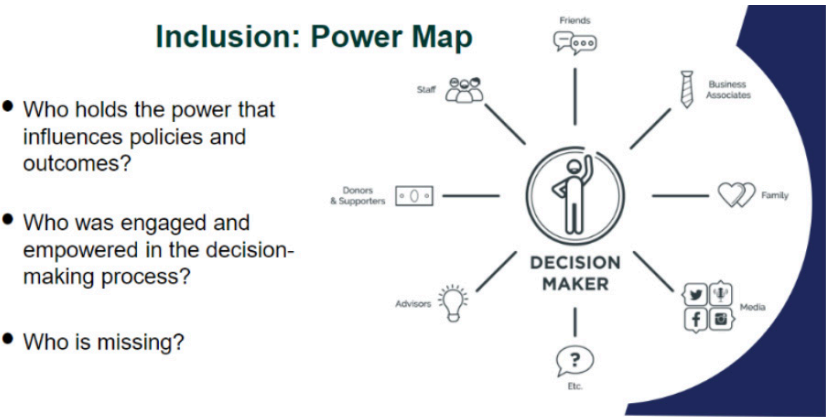 Inclusion: Power Map
• Who holds the power that
influences policies and
outcomes?
• Who was engaged and
empowered in the decision-
making process?
• Who is missing?
Friends
Staff
Business
Associates
Donors
& Supporters
Family
DECISION
MAKER
Advisors
Media
?
Etc.